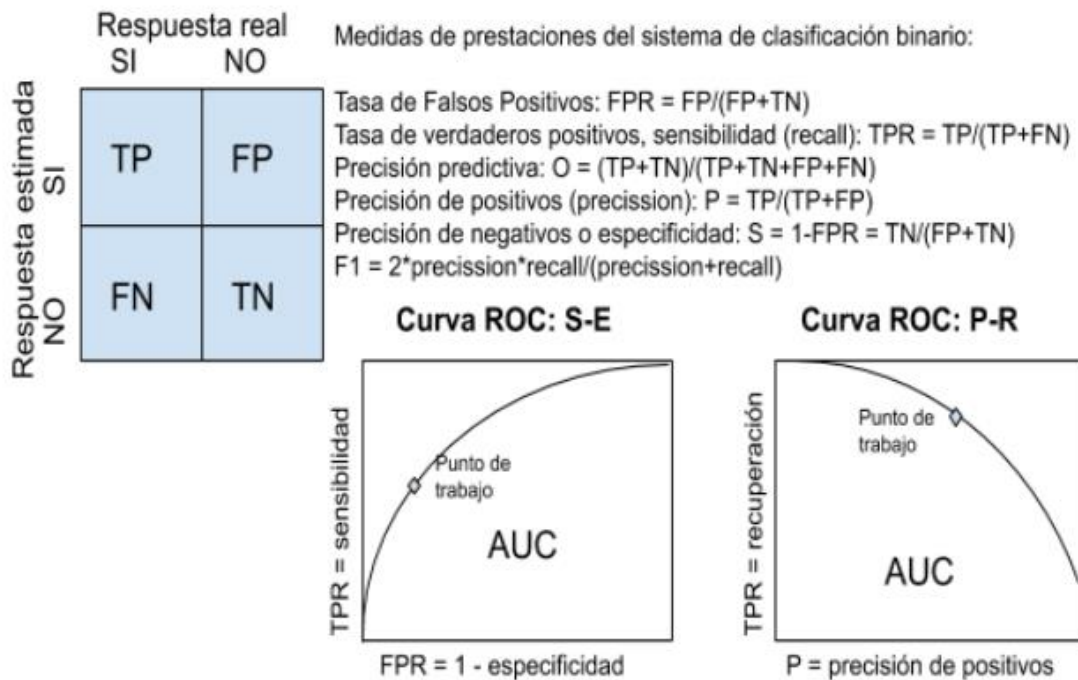 Respuesta real
SI NO
Respuesta estimada
SI
NO
TP FP
FN TN
Medidas de prestaciones del sistema de clasificación binario:
Tasa de Falsos Positivos: FPR = FP/(FP+TN)
Tasa de verdaderos positivos, sensibilidad (recall): TPR = TP/(TP+FN)
Precisión predictiva: O = (TP+TN)/(TP+TN+FP+FN)
Precisión de positivos (precission): P = TP/(TP+FP)
Precisión de negativos o especificidad: S = 1-FPR = TN/(FP+TN)
F1 = 2*precission*recall/(precission+recall)
Curva ROC: S-E
TPR = sensibilidad
Punto de
trabajo
AUC
FPR = 1 - especificidad
Curva ROC: P-R
TPR = recuperación
Punto de
trabajo
AUC
P = precisión de positivos